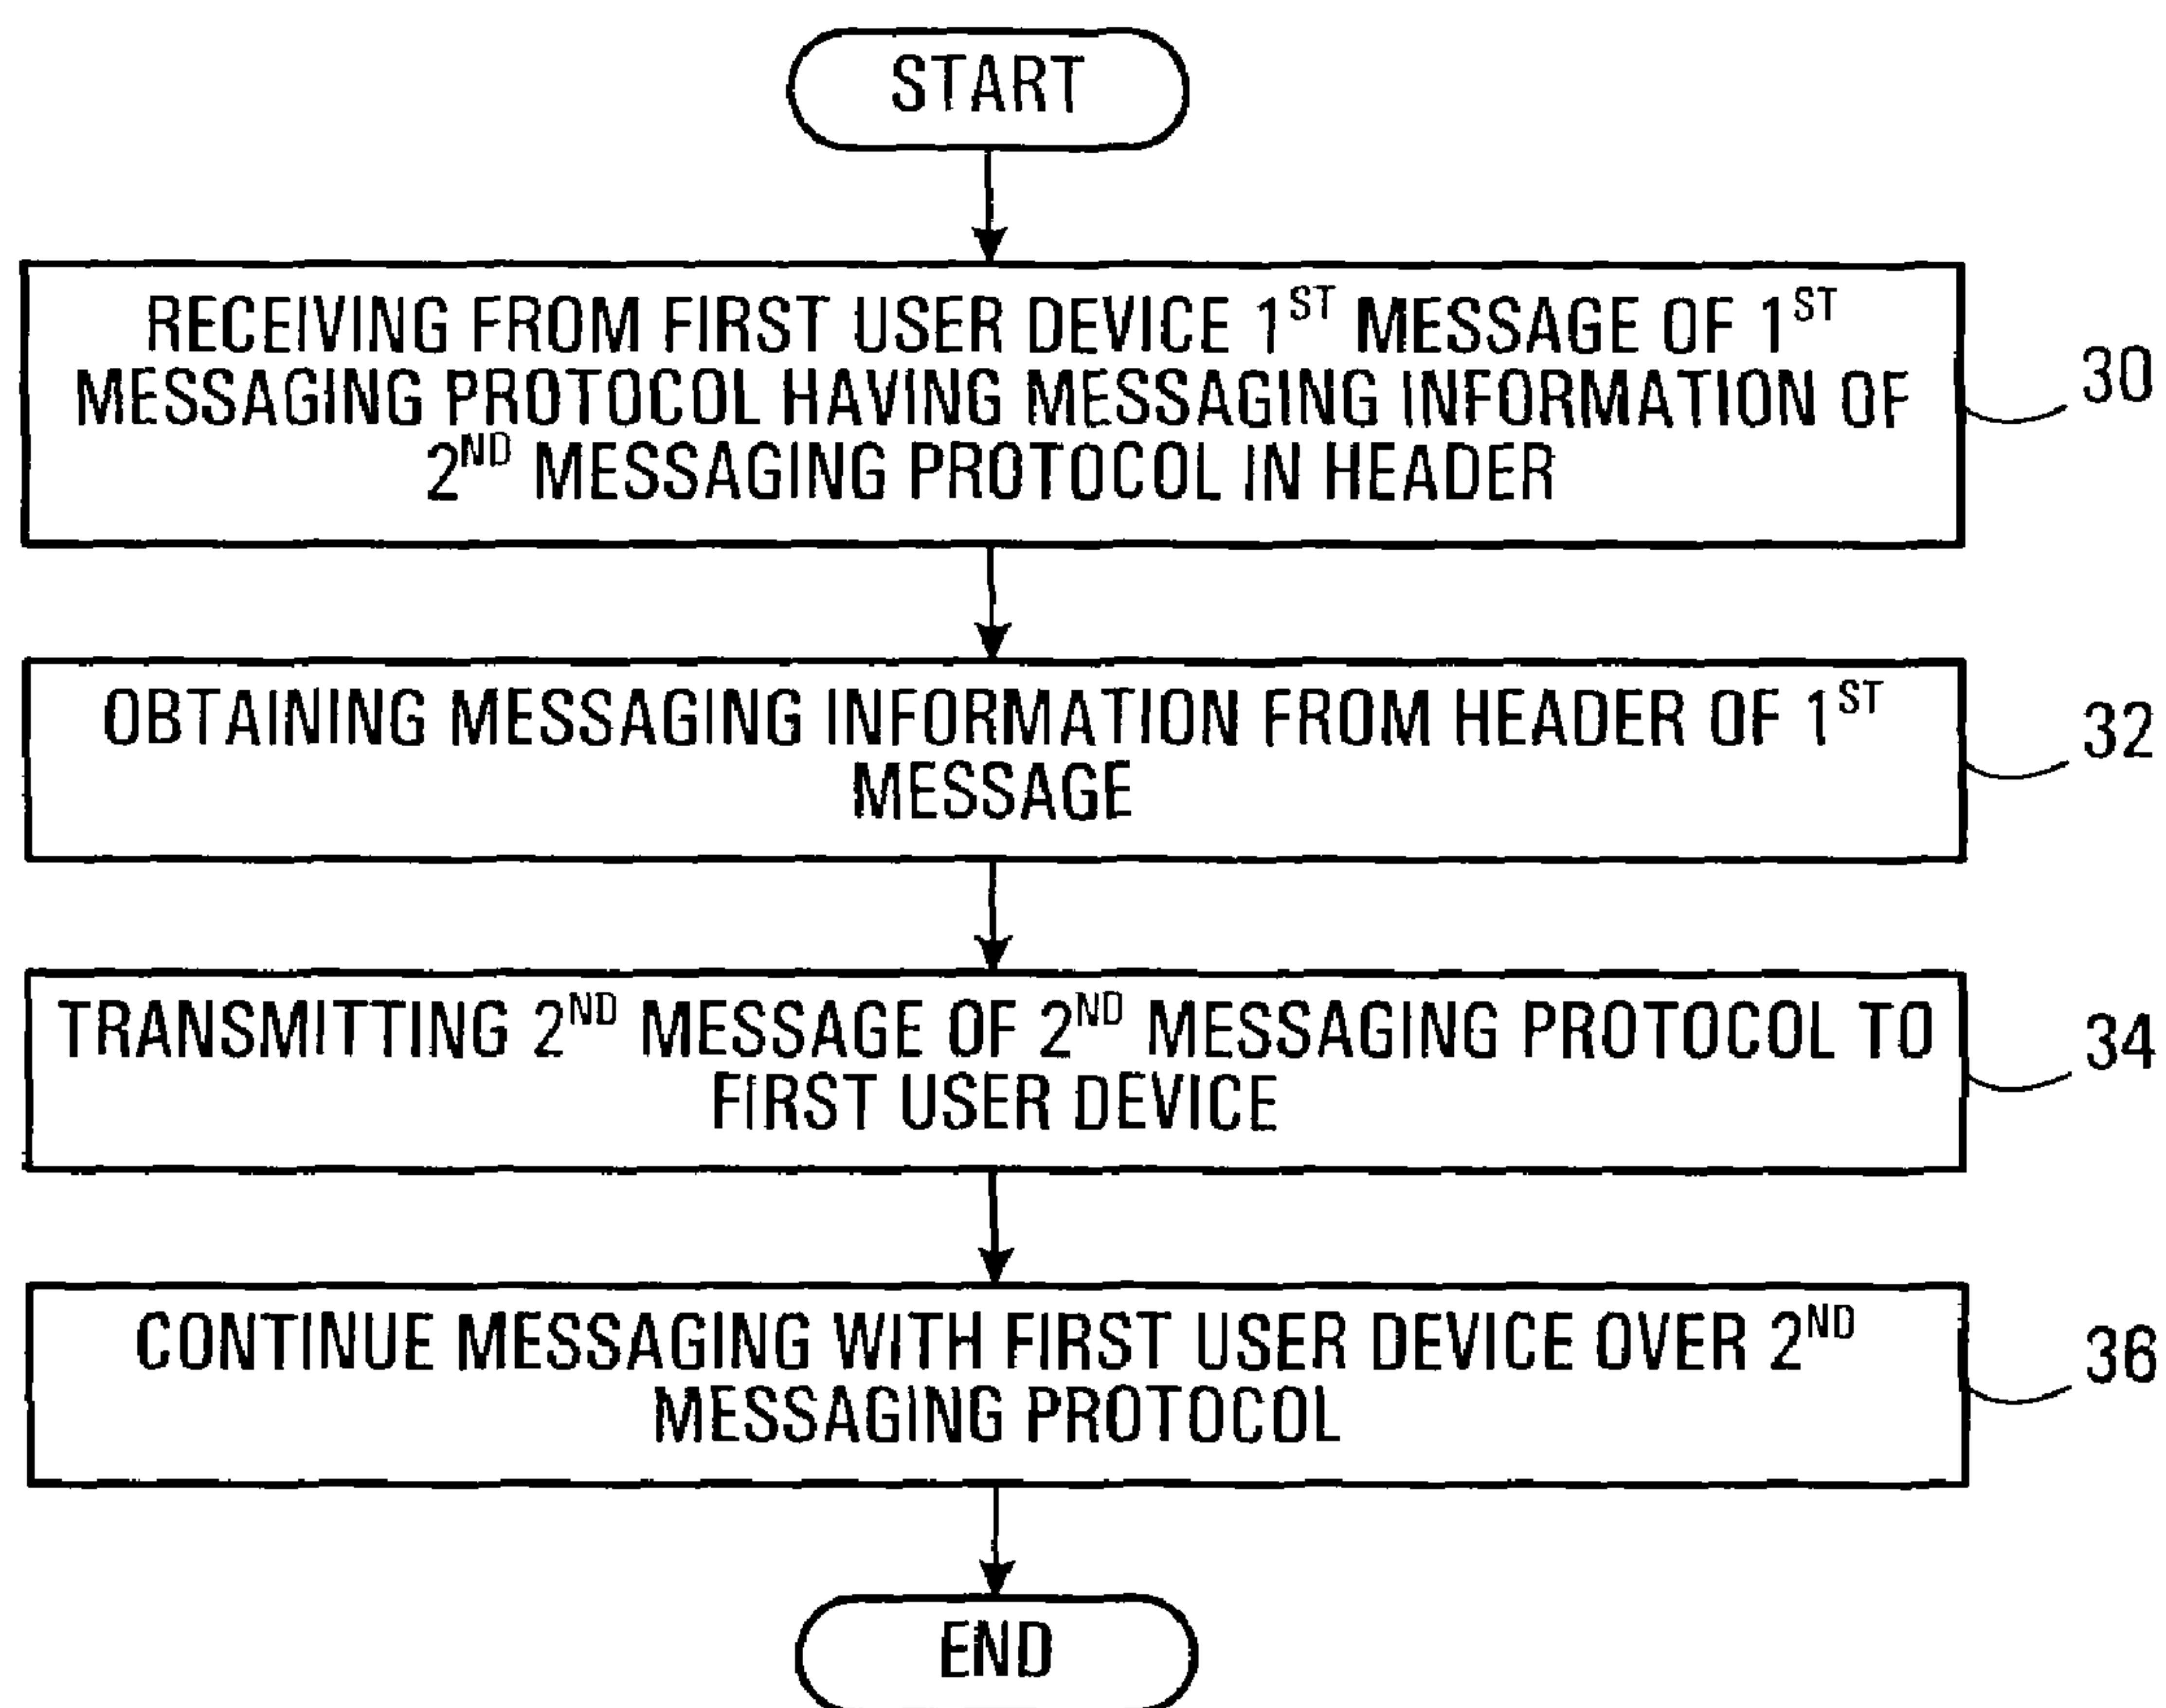 START
RECEIVING FROM FIRST USER DEVICE 1ST MESSAGE OF 1ST
MESSAGING PROTOCOL HAVING MESSAGING INFORMATION OF
2ND MESSAGING PROTOCOL IN HEADER
30
OBTAINING MESSAGING INFORMATION FROM HEADER OF 1ST
MESSAGE
32
TRANSMITTING 2ND MESSAGE OF 2ND MESSAGING PROTOCOL TO
FIRST USER DEVICE
34
CONTINUE MESSAGING WITH FIRST USER DEVICE OVER 2ND
MESSAGING PROTOCOL
36
END